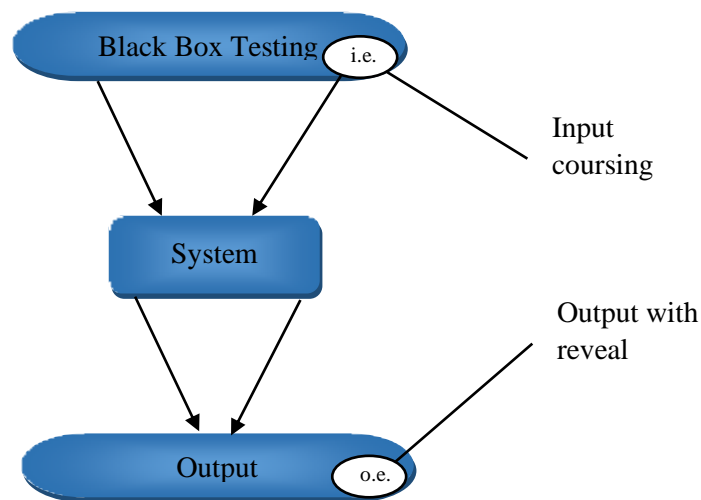 Black Box Testing
i.e.
Input
coursing
System
Output with
reveal
Output
o.e.